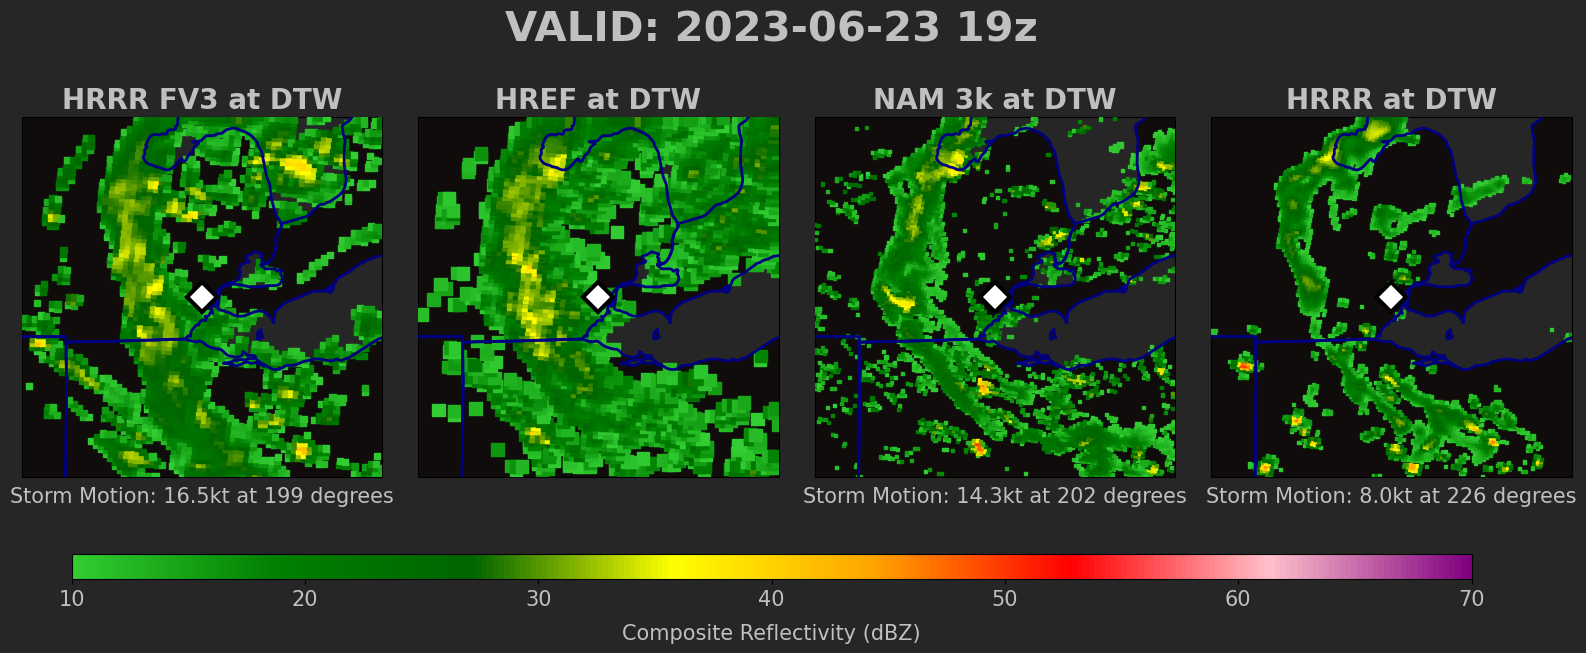 VALID: 2023-06-23 19z
HRRR FV3 at DTW
HREF at DTW
NAM 3k at DTW
HRRR at DTW
Storm Motion: 16.5kt at 199 degrees
Storm Motion: 14.3kt at 202 degrees
Storm Motion: 8.0kt at 226 degrees
10 20 30 40 50 60 70
Composite Reflectivity (dBZ)